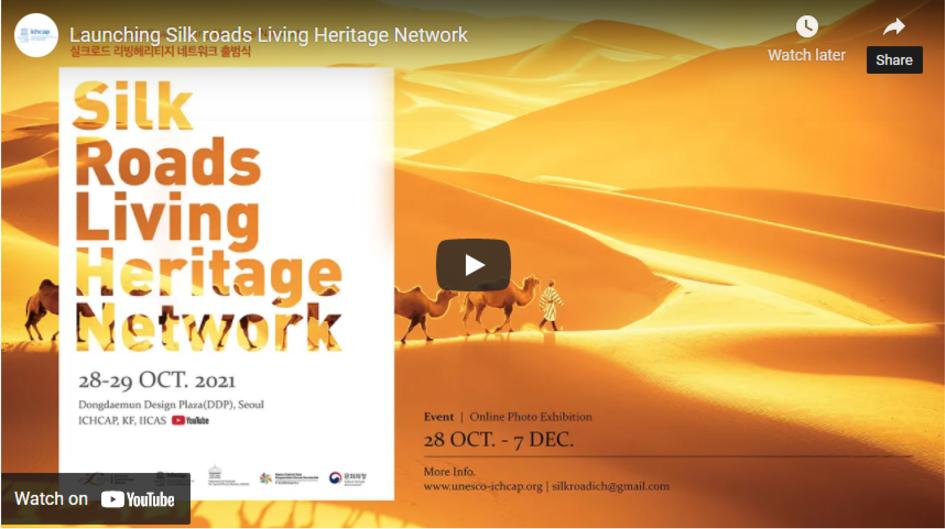 ichcap
Launching Silk roads Living Heritage Network
실크로드 리빙헤리티지 네트워크 출범식
Watch later
Share
Silk
Roads
Living
Heritage
Network
28-29 OCT. 2021
Dongdaemun Design Plaza(DDP), Seoul
ICHCAP, KF, IICAS YouTube
문화재청
Event | Online Photo Exhibition
28 OCT. - 7 DEC.
More Info.
www.unesco-ichcap.org | silkroadich@gmail.com
Watch on YouTube